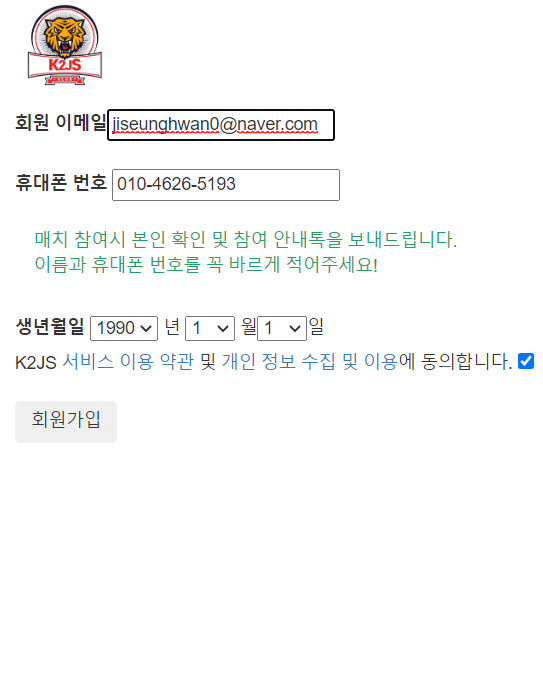 K2JS
회원 이메일 jiseunghwan0@naver.com
휴대폰 번호 010-4626-5193
매치 참여시 본인 확인 및 참여 안내톡을 보내드립니다.
이름과 휴대폰 번호를 꼭 바르게 적어주세요!
생년월일 1990 년 1 월 1 일
K2JS 서비스 이용 약관 및 개인 정보 수집 및 이용에 동의합니다.
회원가입